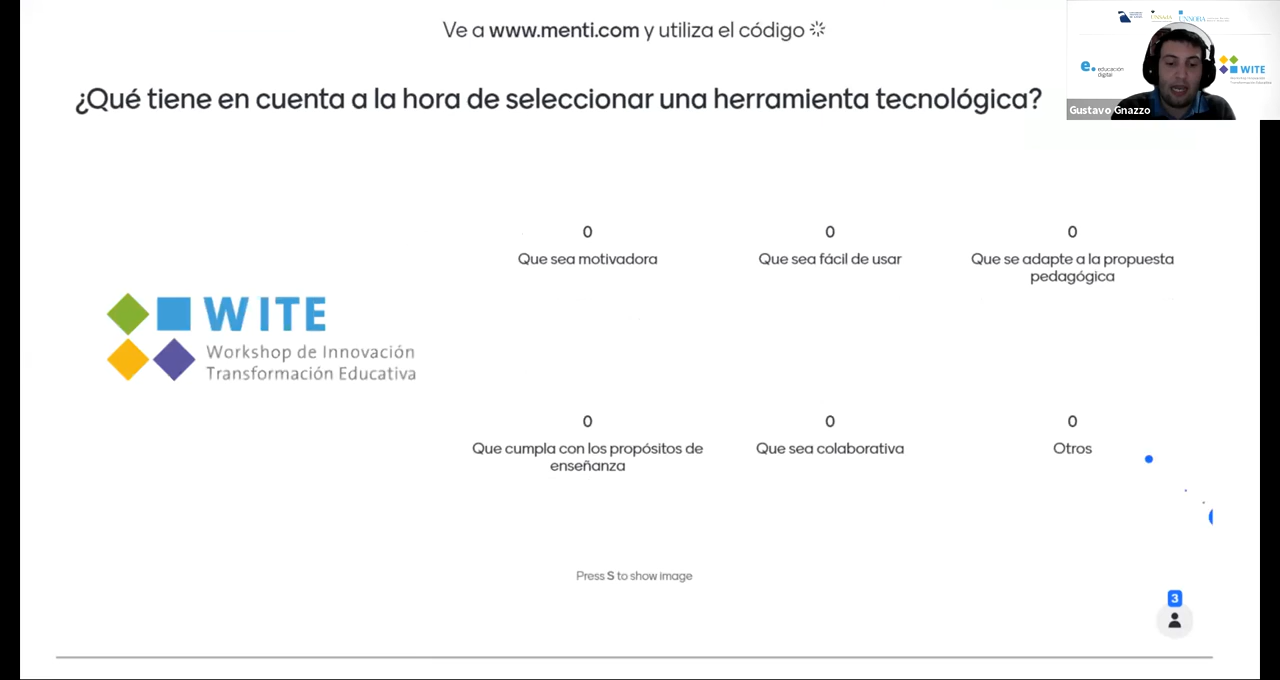 Ve a www.menti.com y utiliza el código
¿Qué tiene en cuenta a la hora de seleccionar una herramienta tecnológica?
e. educación
digital
WITE
Gustavo Gnazzo
0
Que sea motivadora
0
Que sea fácil de usar
0
Que se adapte a la propuesta
pedagógica
WITE
Workshop de Innovación
Transformación Educativa
0
Que cumpla con los propósitos de
enseñanza
0
Que sea colaborativa
0
Otros
Press S to show image
3